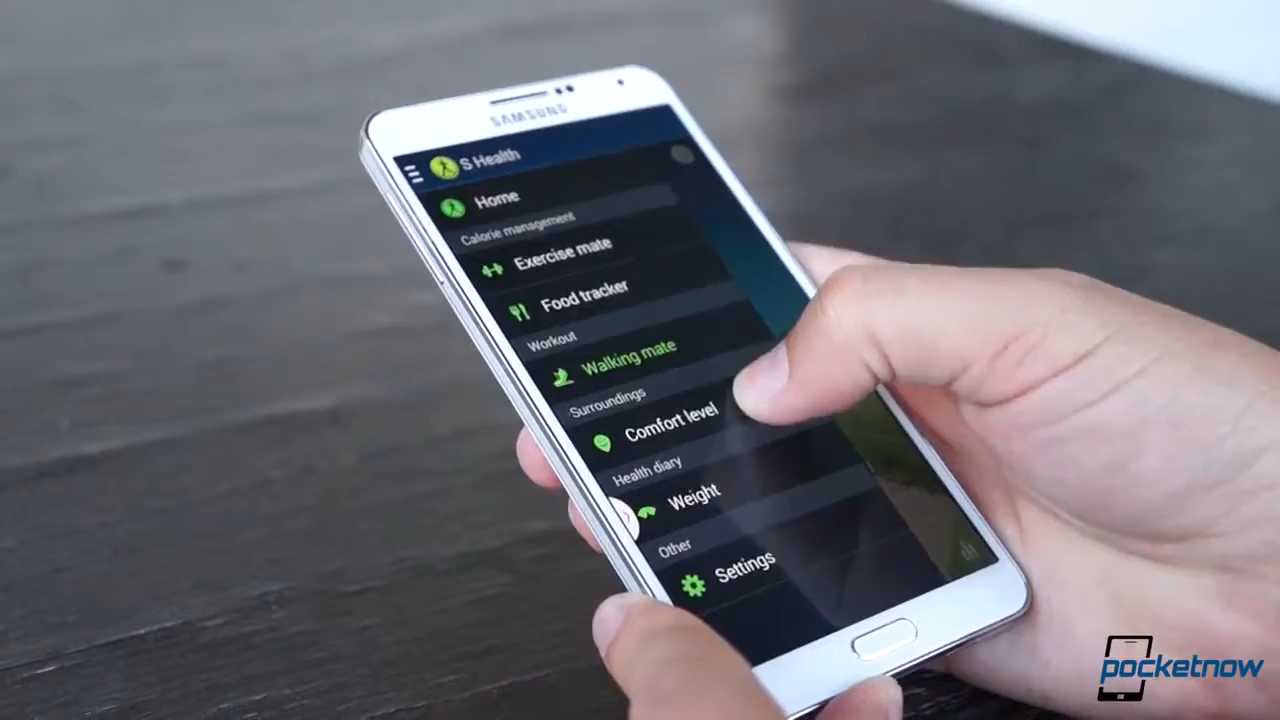 SAMSUNG
S Health
Home
Calorie management
Exercise mate
Food tracker
Workout
Walking mate
Surroundings
Comfort level
Health diary
Weight
Other
Settings
pocketnow